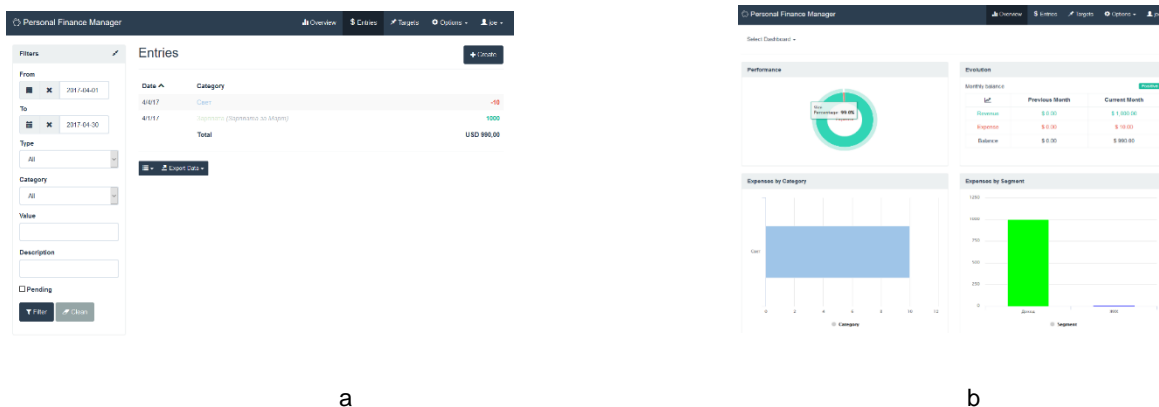 Personal Finance Manager
Overview
Entries
Targets
Options
joe
Filters
From
2017-04-01
To
2017-04-30
Type
All
Category
All
Value
Description
Pending
Filter
Clean
Entries
Create
Date Category
4/4/17 -10
4/1/17 1000
Total USD 990,00
Export Data
a
Personal Finance Manager
Overview
Entries
Targets
Options
Select Dashboard
Performance
Percentage: 99.0%
Evolution
Monthly balance
Positive
Previous Month Current Month
Revenue $ 0.00 $ 1,000.00
Expense $ 0.00 $ 10.00
Balance $ 0.00 $ 990.00
Expenses by Category
0 2 4 6 8 10 12
Category
Expenses by Segment
1250
1000
750
500
250
0
Segment
b